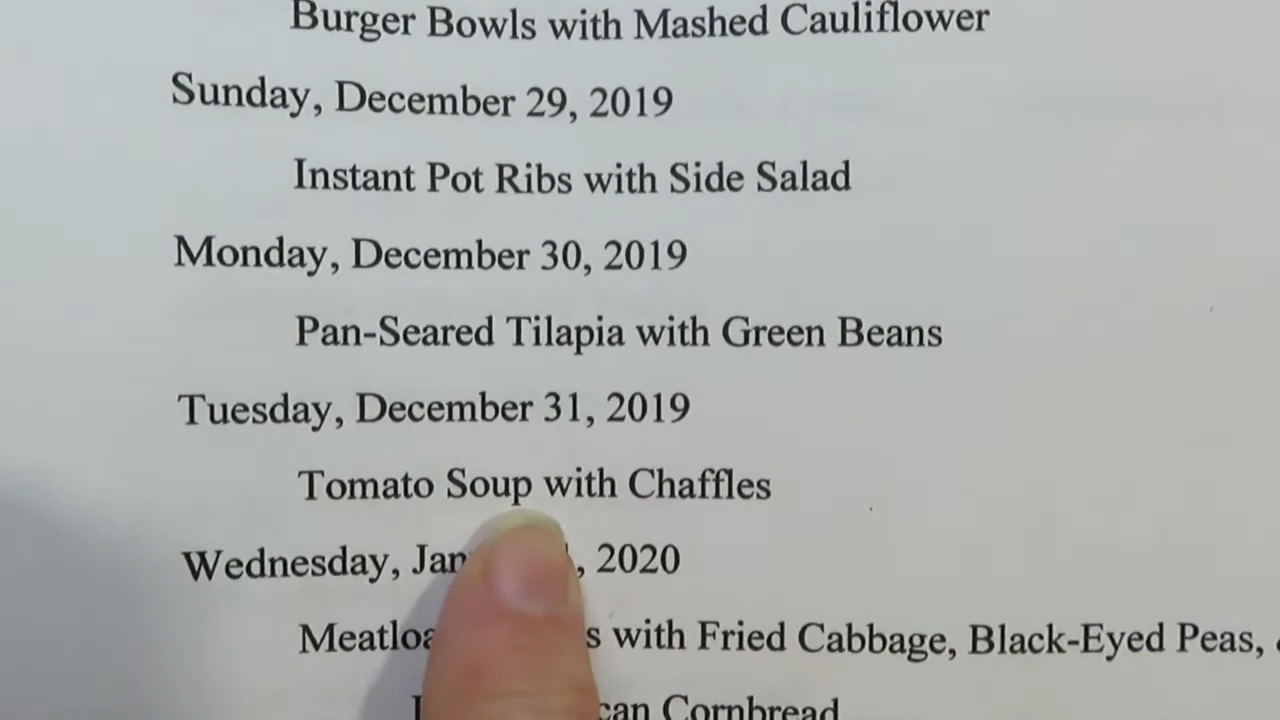 Burger Bowls with Mashed Cauliflower
Sunday, December 29, 2019
Instant Pot Ribs with Side Salad
Monday, December 30, 2019
Pan-Seared Tilapia with Green Beans
Tuesday, December 31, 2019
Tomato Soup with Chaffles
Wednesday, , 2020
with Fried Cabbage, Black-Eyed Peas,
Cornbread